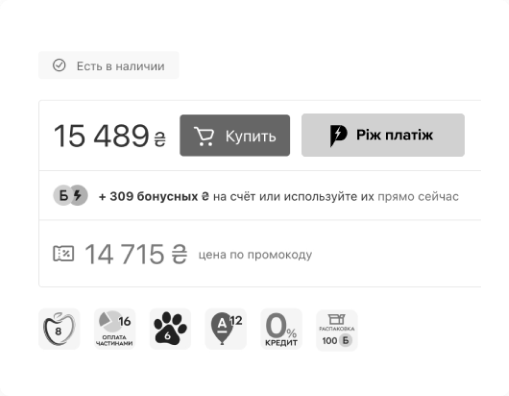 Есть в наличии
15 489 ₴ Купить Ріж платіж
Б + 309 бонусных ₴ на счёт или используйте их прямо сейчас
% 14 715 ₴ цена по промокоду
8 16 6 А 12 0% РАСПАКОВКА
ОПЛАТА ЧАСТИНАМИ КРЕДИТ 100 Б